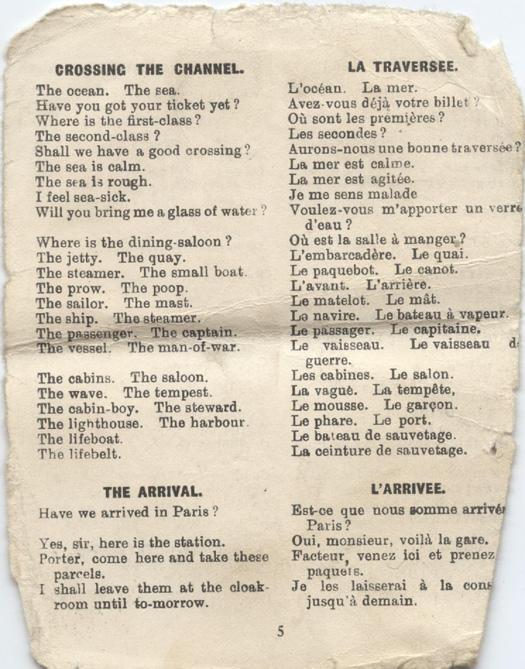 CROSSING THE CHANNEL.
The ocean. The sea.
Have you got your ticket yet ?
Where is the first-class ?
The second-class ?
Shall we have a good crossing ?
The sea is calm.
The sea is rough.
I feel sea-sick.
Will you bring me a glass of water ?
Where is the dining-saloon ?
The jetty. The quay.
The steamer. The small boat.
The prow. The poop.
The sailor. The mast.
The ship. The steamer.
The passenger. The captain.
The vessel. The man-of-war.
The cabins. The saloon.
The wave. The tempest.
The cabin-boy. The steward.
The lighthouse. The harbour.
The lifeboat.
The lifebelt.
THE ARRIVAL.
Have we arrived in Paris ?
Yes, sir, here is the station.
Porter, come here and take these
parcels.
I shall leave them at the cloak-
room until to-morrow.
LA TRAVERSEE.
L'océan. La mer.
Avez-vous déjà votre billet ?
Où sont les premières ?
Les secondes ?
Aurons-nous une bonne traversée ?
La mer est calme.
La mer est agitée.
Je me sens malade
Voulez-vous m'apporter un verre
d'eau ?
Où est la salle à manger ?
L'embarcadère. Le quai.
Le paquebot. Le canot.
L'avant. L'arrière.
Le matelot. Le mât.
Le navire. Le bateau à vapeur.
Le passager. Le capitaine.
Le vaisseau. Le vaisseau d
guerre.
Les cabines. Le salon.
La vague. La tempête,
Le mousse. Le garçon.
Le phare. Le port.
Le bateau de sauvetage.
La ceinture de sauvetage.
L'ARRIVEE.
Est-ce que nous somme arrivé
Paris ?
Oui, monsieur, voilà la gare.
Facteur, venez ici et prenez
paquets.
Je les laisserai à la cons
jusqu'à demain.
5